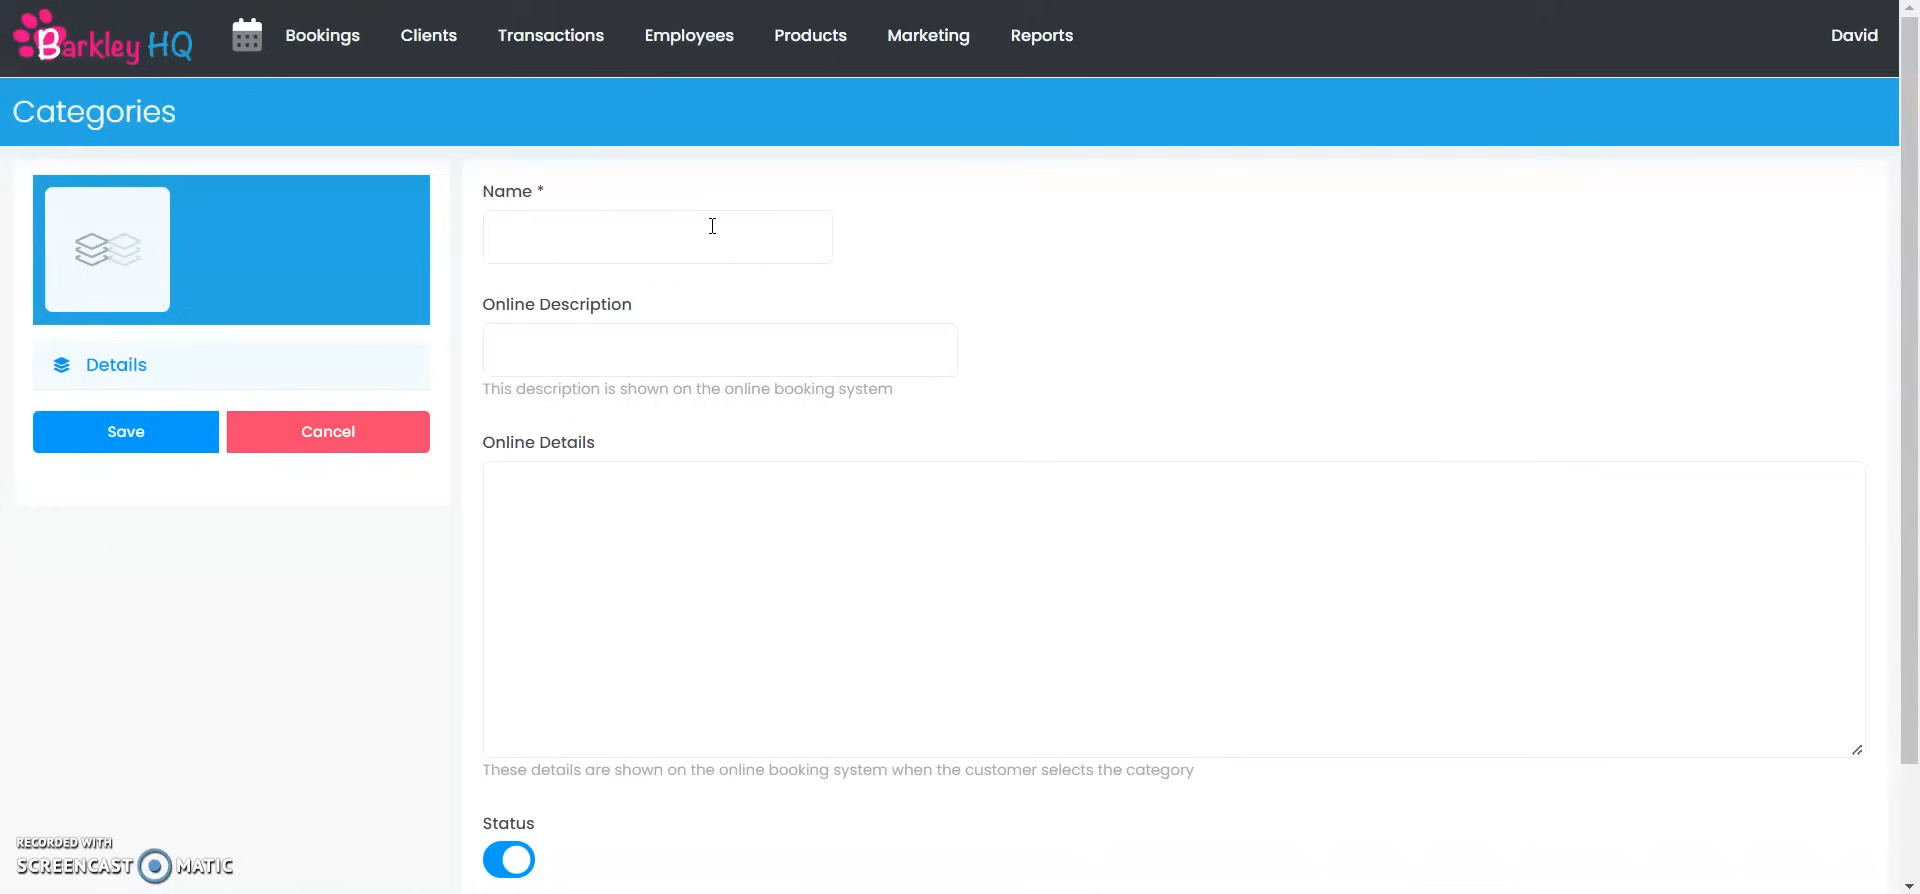 Barkley HQ
Bookings
Clients
Transactions
Employees
Products
Marketing
Reports
David
Categories
Details
Save
Cancel
Name *
Online Description
This description is shown on the online booking system
Online Details
These details are shown on the online booking system when the customer selects the category
Status
RECORDED WITH
SCREENCAST MATIC